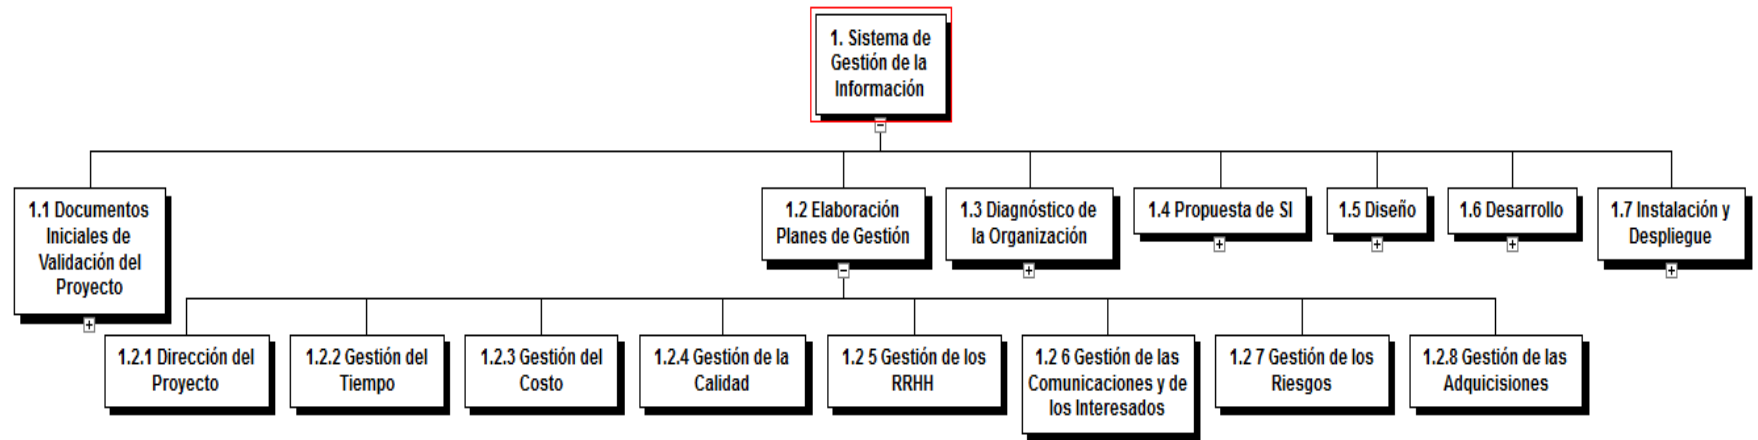 1. Sistema de
Gestión de la
Información
1.1 Documentos
Iniciales de
Validación del
Proyecto
1.2 Elaboración
Planes de Gestión
1.3 Diagnóstico de
la Organización
1.4 Propuesta de SI
1.5 Diseño
1.6 Desarrollo
1.7 Instalación y
Despliegue
1.2.1 Dirección del
Proyecto
1.2.2 Gestión del
Tiempo
1.2.3 Gestión del
Costo
1.2.4 Gestión de la
Calidad
1.2 5 Gestión de los
RRHH
1.2 6 Gestión de las
Comunicaciones y de
los Interesados
1.2 7 Gestión de los
Riesgos
1.2.8 Gestión de las
Adquicisiones